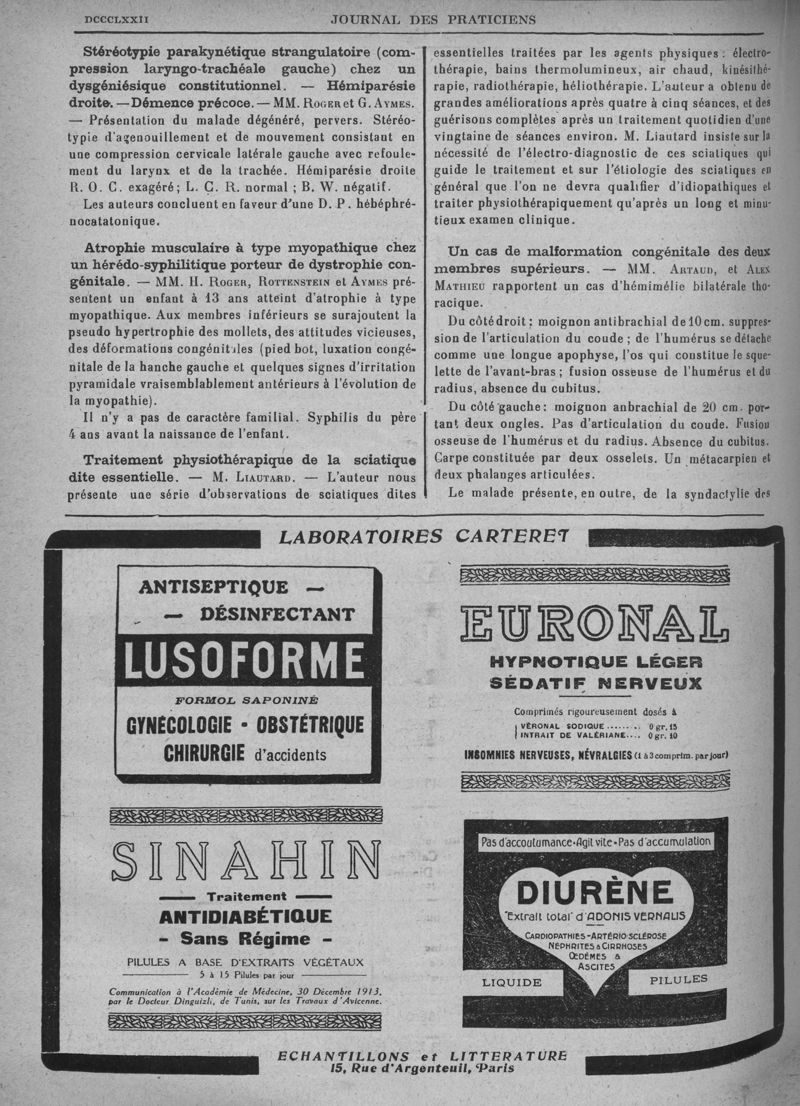 DCCCLXXII
JOURNAL DES PRATICIENS
Stéréotypie parakynétique strangulatoire (com-
pression laryngo-trachéale gauche) chez un
dysgéniésique constitutionnel. — Hémiparésie
droite. — Démence précoce. — MM. ROGER et G. AYMES.
— Présentation du malade dégénéré, pervers. Stéréo-
typie d'agenouillement et de mouvement consistant en
une compression cervicale latérale gauche avec refoule-
ment du larynx et de la trachée. Hémiparésie droite
R. O. C. exagéré; L. C. R. normal ; B. W. négatif.
Les auteurs concluent en faveur d'une D. P. hébéphré-
nocatatonique.
Atrophie musculaire à type myopathique chez
un hérédo-syphilitique porteur de dystrophie con-
génitale. — MM. H. ROGER, ROTTENSTEIN et AYMES pré-
sentent un enfant à 13 ans atteint d'atrophie à type
myopathique. Aux membres inférieurs se surajoutent la
pseudo hypertrophie des mollets, des attitudes vicieuses,
des déformations congénitales (pied bot, luxation congé-
nitale de la hanche gauche et quelques signes d'irritation
pyramidale vraisemblablement antérieurs à l'évolution de
la myopathie).
Il n'y a pas de caractère familial. Syphilis du père
4 ans avant la naissance de l'enfant.
Traitement physiothérapique de la sciatique
dite essentielle. — M. LIAUTARD. — L'auteur nous
présente une série d'observations de sciatiques dites
essentielles traitées par les agents physiques : électro-
thérapie, bains thermolumineux, air chaud, kinésithé-
rapie, radiothérapie, héliothérapie. L'auteur a obtenu de
grandes améliorations après quatre à cinq séances, et des
guérisons complètes après un traitement quotidien d'une
vingtaine de séances environ. M. Liautard insiste sur la
nécessité de l'électro-diagnostic de ces sciatiques qui
guide le traitement et sur l'étiologie des sciatiques en
général que l'on ne devra qualifier d'idiopathiques et
traiter physiothérapiquement qu'après un long et minu-
tieux examen clinique.
Un cas de malformation congénitale des deux
membres supérieurs. — MM. ARTAUD, et ALEX
MATHIEU rapportent un cas d'hémimélie bilatérale tho-
racique.
Du côté droit : moignon antibrachial de 10 cm. suppres-
sion de l'articulation du coude ; de l'humérus se détache
comme une longue apophyse, l'os qui constitue le sque-
lette de l'avant-bras ; fusion osseuse de l'humérus et du
radius, absence du cubitus.
Du côté gauche : moignon anbrachial de 20 cm. por-
tant deux ongles. Pas d'articulation du coude. Fusion
osseuse de l'humérus et du radius. Absence du cubitus.
Carpe constituée par deux osselets. Un métacarpien et
deux phalanges articulées.
Le malade présente, en outre, de la syndactylie des
LABORATOIRES CARTERET
ANTISEPTIQUE —
— DÉSINFECTANT
LUSOFORME
FORMOL SAPONINÉ
GYNÉCOLOGIE - OBSTÉTRIQUE
CHIRURGIE d'accidents
EURONAL
HYPNOTIQUE LÉGER
SÉDATIF NERVEUX
Comprimés rigoureusement dosés à
VÉRONAL SODIQUE ........ 0 gr. 15
INTRAIT DE VALÉRIANE.... 0 gr. 10
INSOMNIES NERVEUSES, NÉVRALGIES (1 à 3 comprim. par jour)
SINAHIN
Traitement
ANTIDIABÉTIQUE
- Sans Régime -
PILULES A BASE D'EXTRAITS VÉGÉTAUX
5 à 15 Pilules par jour
Communication à l'Académie de Médecine, 30 Décembre 1913,
par le Docteur Dinguizli, de Tunis, sur les Travaux d'Avicenne.
Pas d'accoutumance•Agit vite•Pas d'accumulation
DIURÈNE
"Extrait total" d'ADONIS VERNALIS
CARDIOPATHIES-ARTÉRIO-SCLÉROSE
NÉPHRITES & CIRRHOSES
ŒDÉMES &
ASCITES
LIQUIDE
PILULES
ECHANTILLONS et LITTERATURE
15, Rue d'Argenteuil, Paris